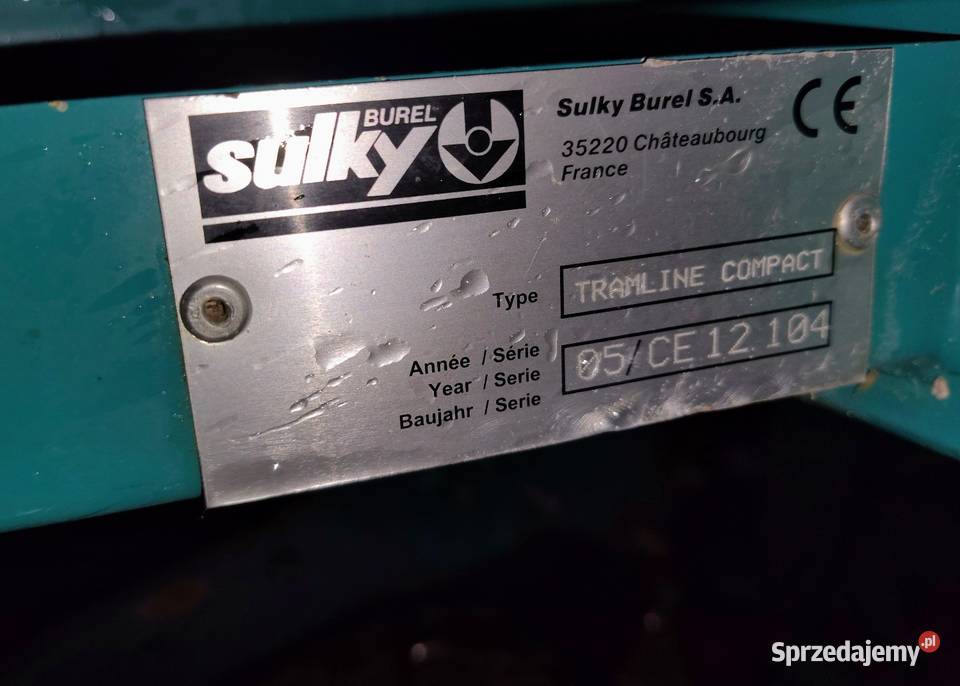 BUREL
sulky
Sulky Burel S.A.
35220 Châteaubourg
France
CE
Type TRAMLINE COMPACT
Année / Série
Year / Serie
Baujahr / Serie
05/CE 12 104
Sprzedajemy.pl